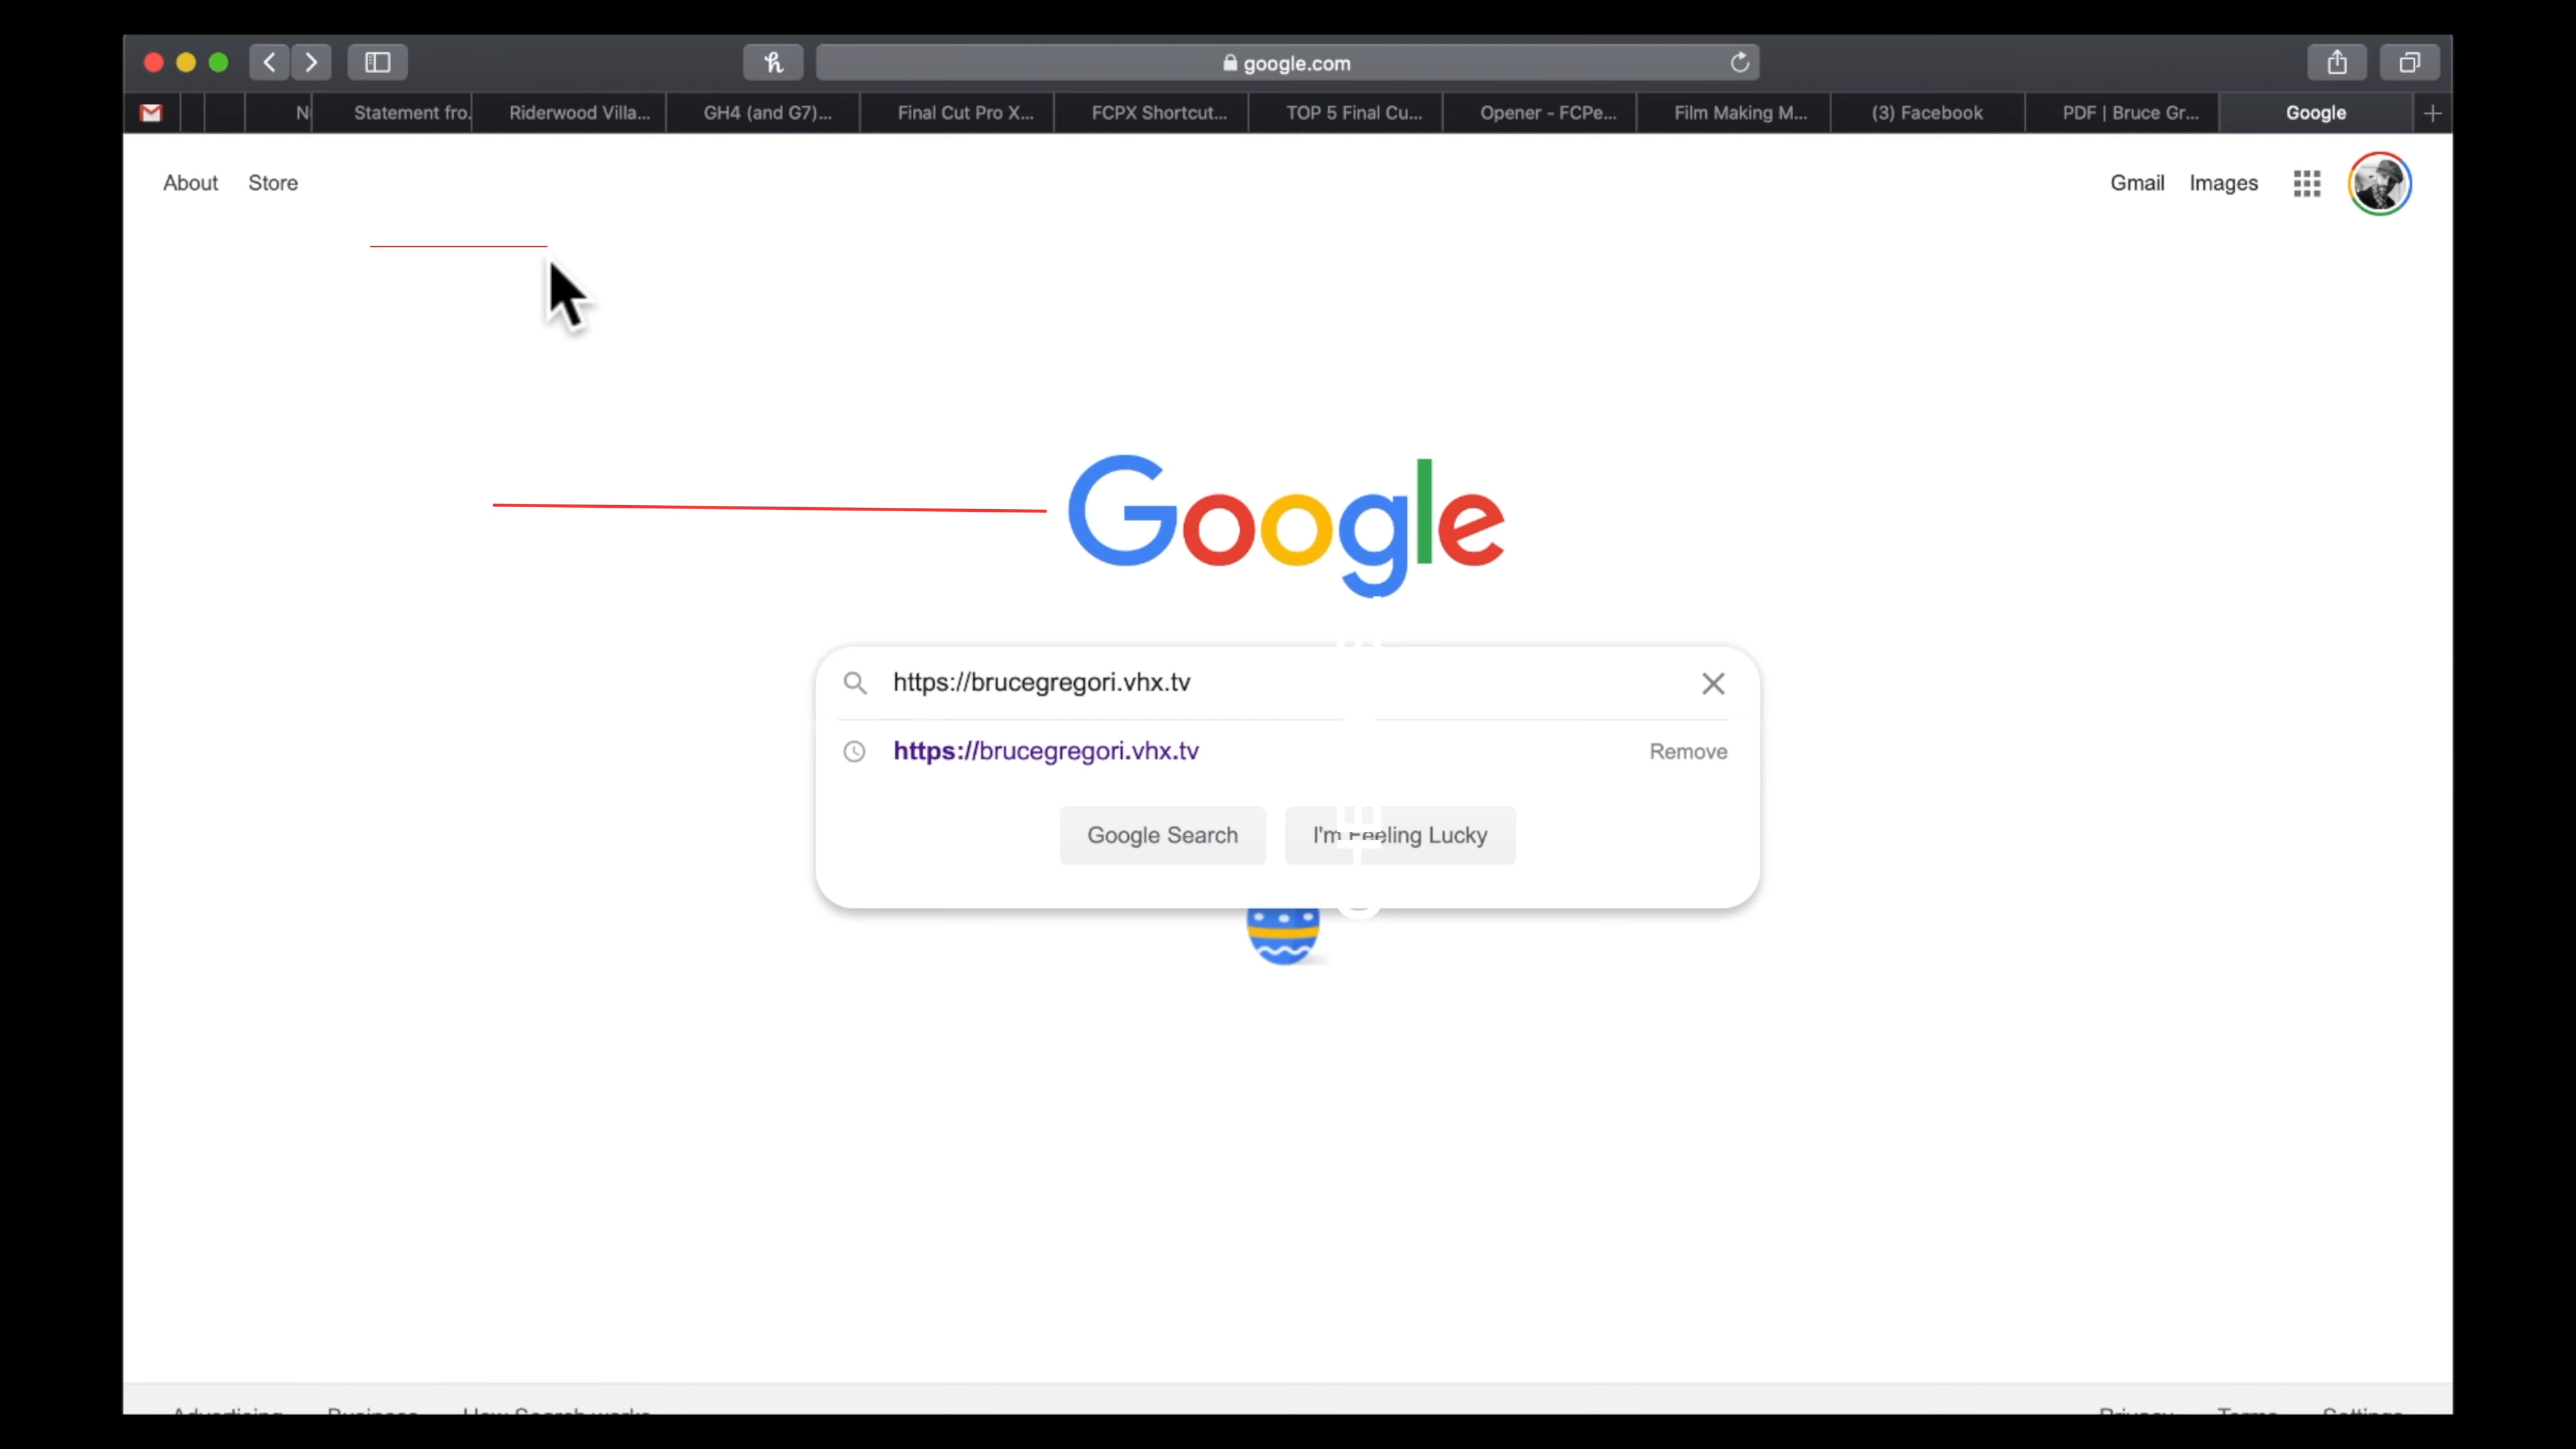 google.com
N
Statement fro.
Riderwood Villa...
GH4 (and G7)...
Final Cut Pro X...
FCPX Shortcut...
TOP 5 Final Cu...
Opener - FCPe...
Film Making M...
(3) Facebook
PDF | Bruce Gr...
Google
About
Store
Gmail
Images
Google
https://brucegregori.vhx.tv
https://brucegregori.vhx.tv
Remove
Google Search
I'm Feeling Lucky
Advertising
Business
How Search works
Privacy
Terms
Settings